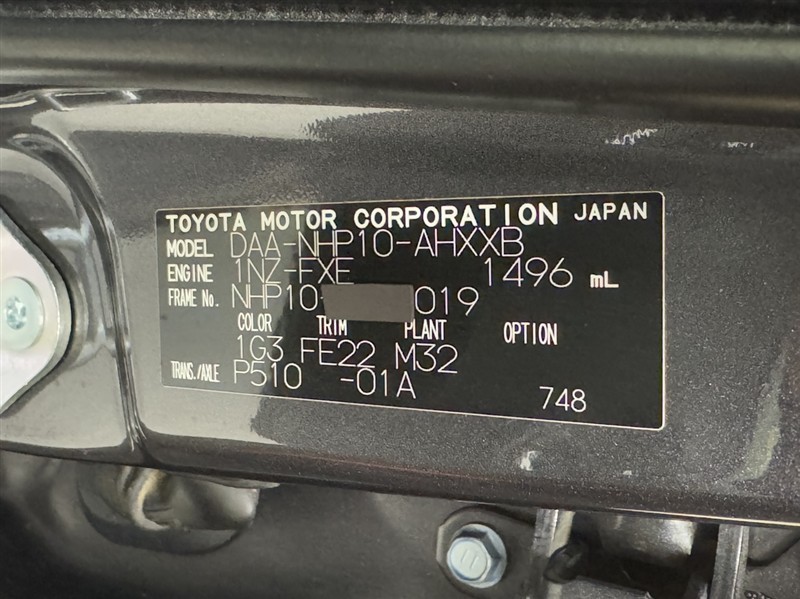 TOYOTA MOTOR CORPORATION JAPAN
MODEL DAA-NHP10-AHXXB
ENGINE 1NZ-FXE 1496 mL
FRAME No. NHP10- 019
COLOR TRIM PLANT OPTION
1G3 FE22 M32
TRANS./AXLE P510 -01A
748